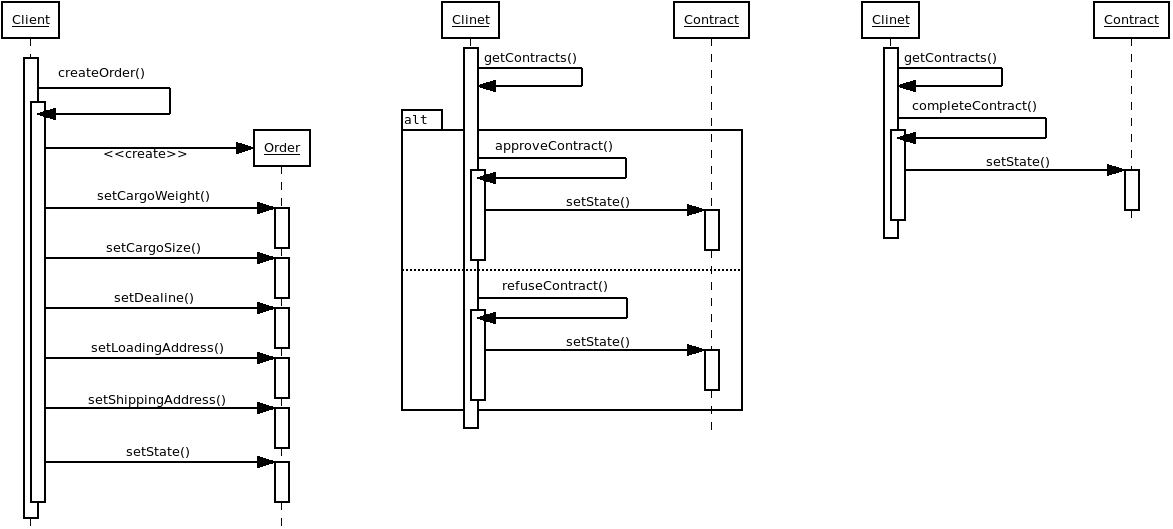 Client
createOrder()
<<create>>
Order
setCargoWeight()
setCargoSize()
setDealine()
setLoadingAddress()
setShippingAddress()
setState()
Clinet
Contract
getContracts()
alt
approveContract()
setState()
refuseContract()
setState()
Clinet
Contract
getContracts()
completeContract()
setState()